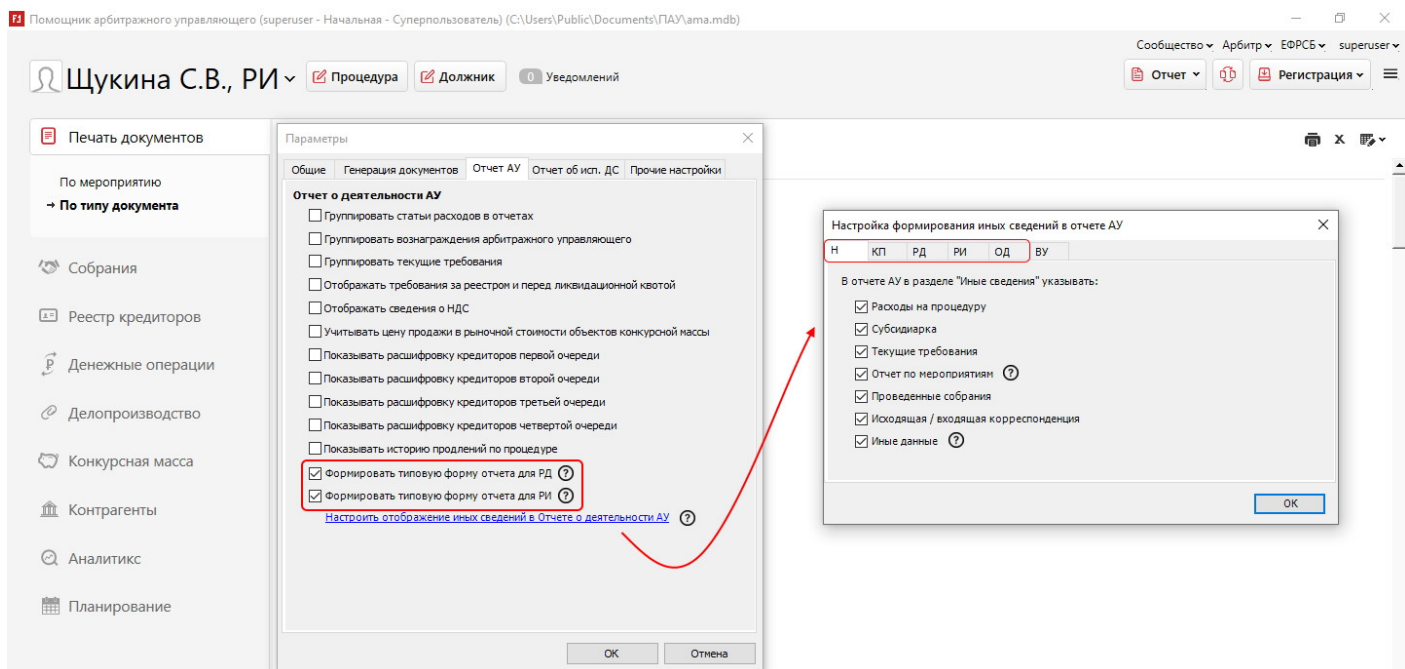 Помощник арбитражного управляющего (superuser - Начальная - Суперпользователь) (C:\Users\Public\Documents\ПАУ\ama.mdb)
Сообщество Арбитр ЕФРСБ superuser
Щукина С.В., РИ Процедура Должник 0 Уведомлений
Отчет Регистрация
Печать документов
По мероприятию
По типу документа
Собрания
Реестр кредиторов
Денежные операции
Делопроизводство
Конкурсная масса
Контрагенты
Аналитикс
Планирование
Параметры
Общие Генерация документов Отчет АУ Отчет об исп. ДС Прочие настройки
Отчет о деятельности АУ
Группировать статьи расходов в отчетах
Группировать вознаграждения арбитражного управляющего
Группировать текущие требования
Отображать требования за реестром и перед ликвидационной квотой
Отображать сведения о НДС
Учитывать цену продажи в рыночной стоимости объектов конкурсной массы
Показывать расшифровку кредиторов первой очереди
Показывать расшифровку кредиторов второй очереди
Показывать расшифровку кредиторов третьей очереди
Показывать расшифровку кредиторов четвертой очереди
Показывать историю продлений по процедуре
Формировать типовую форму отчета для РД ?
Формировать типовую форму отчета для РИ ?
Настроить отображение иных сведений в Отчете о деятельности АУ ?
ОК Отмена
Настройка формирования иных сведений в отчете АУ
Н КП РД РИ ОД ВУ
В отчете АУ в разделе "Иные сведения" указывать:
Расходы на процедуру
Субсидиарка
Текущие требования
Отчет по мероприятиям ?
Проведенные собрания
Исходящая / входящая корреспонденция
Иные данные ?
ОК